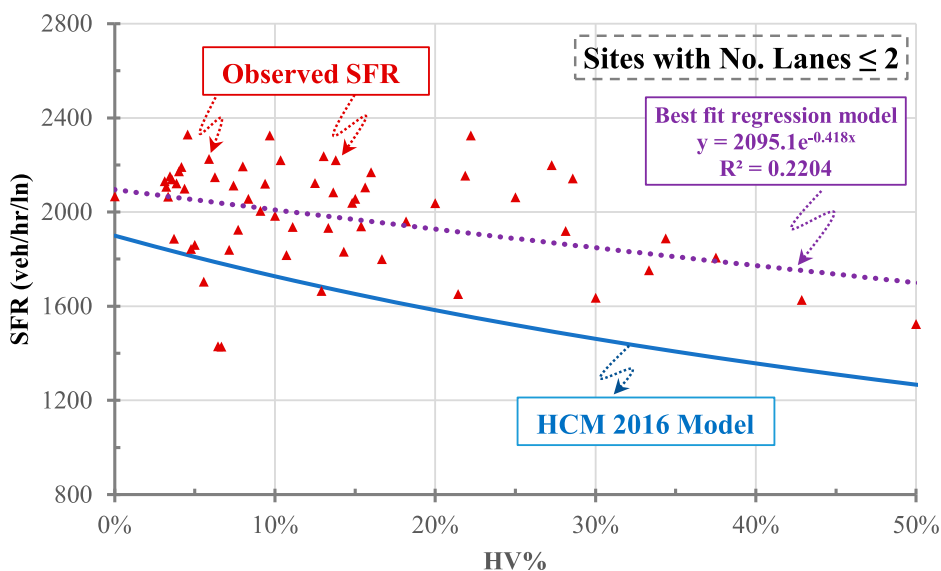 Sites with No. Lanes ≤ 2
Observed SFR
Best fit regression model
y = 2095.1e^-0.418x
R² = 0.2204
HCM 2016 Model
SFR (veh/hr/ln)
2800
2400
2000
1600
1200
800
0% 10% 20% 30% 40% 50%
HV%